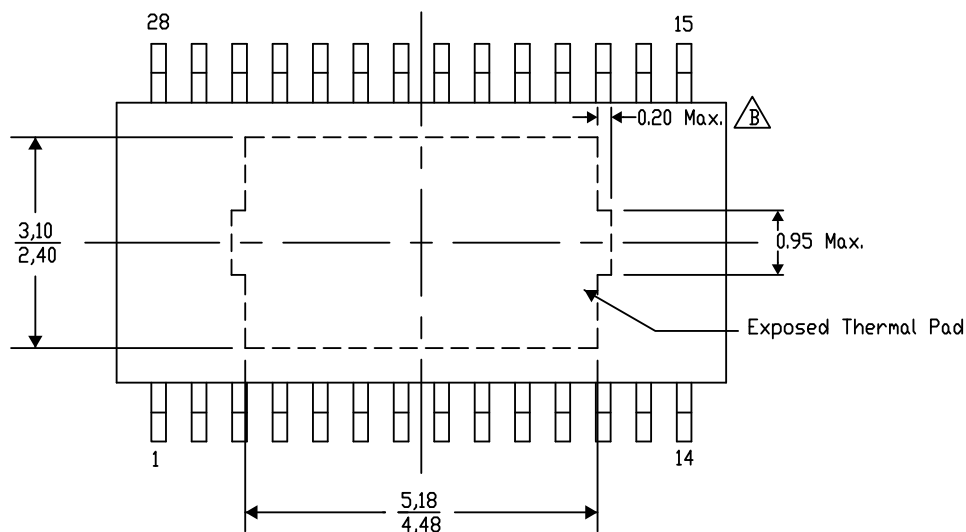 28
15
0.20 Max.
B
3,10
2,40
0.95 Max.
Exposed Thermal Pad
1
14
5,18
4,48